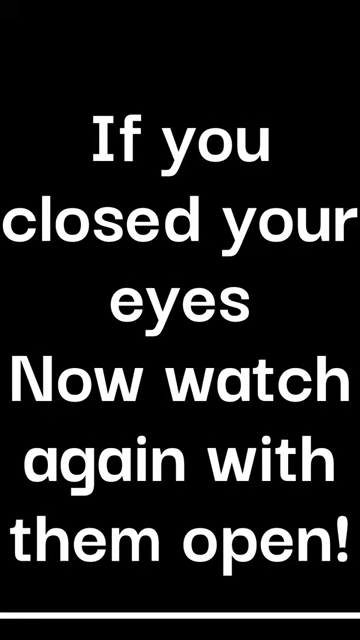 If you
closed your
eyes
Now watch
again with
them open!